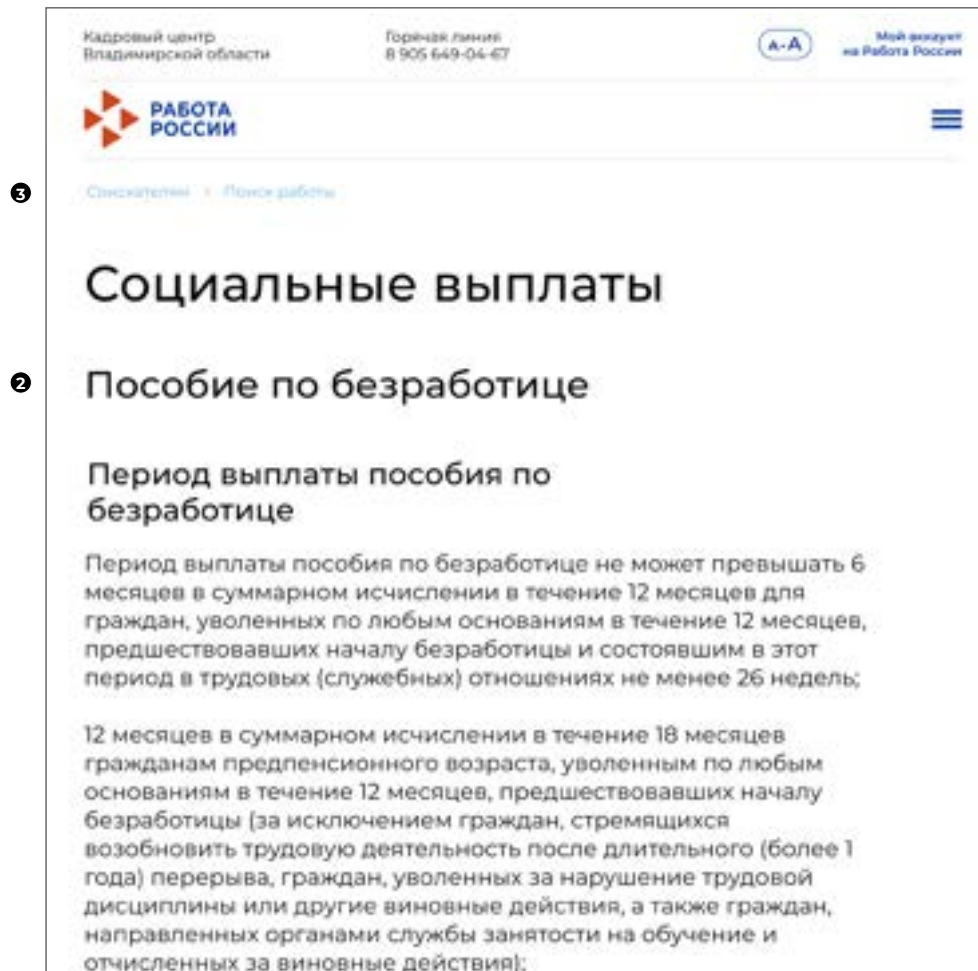 Кадровый центр
Владимирской области
Горячая линия
8 905 649-04-67
А-А
Мой аккаунт
на Работа России
РАБОТА
РОССИИ
3
Соискателям • Поиск работы
Социальные выплаты
2
Пособие по безработице
Период выплаты пособия по
безработице
Период выплаты пособия по безработице не может превышать 6
месяцев в суммарном исчислении в течение 12 месяцев для
граждан, уволенных по любым основаниям в течение 12 месяцев,
предшествовавших началу безработицы и состоявшим в этот
период в трудовых (служебных) отношениях не менее 26 недель;
12 месяцев в суммарном исчислении в течение 18 месяцев
гражданам предпенсионного возраста, уволенным по любым
основаниям в течение 12 месяцев, предшествовавших началу
безработицы (за исключением граждан, стремящихся
возобновить трудовую деятельность после длительного (более 1
года) перерыва, граждан, уволенных за нарушение трудовой
дисциплины или другие виновные действия, а также граждан,
направленных органами службы занятости на обучение и
отчисленных за виновные действия);